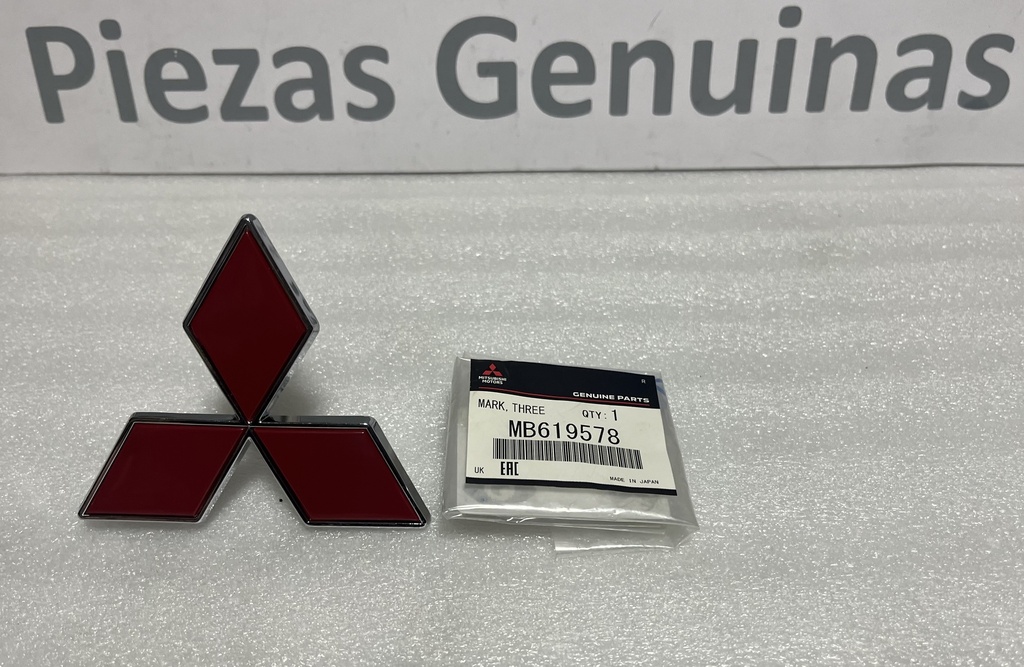 Piezas Genuinas
MITSUBISHI
MOTORS
R
GENUINE PARTS
MARK, THREE QTY: 1
MB619578
UK EAC MADE IN JAPAN